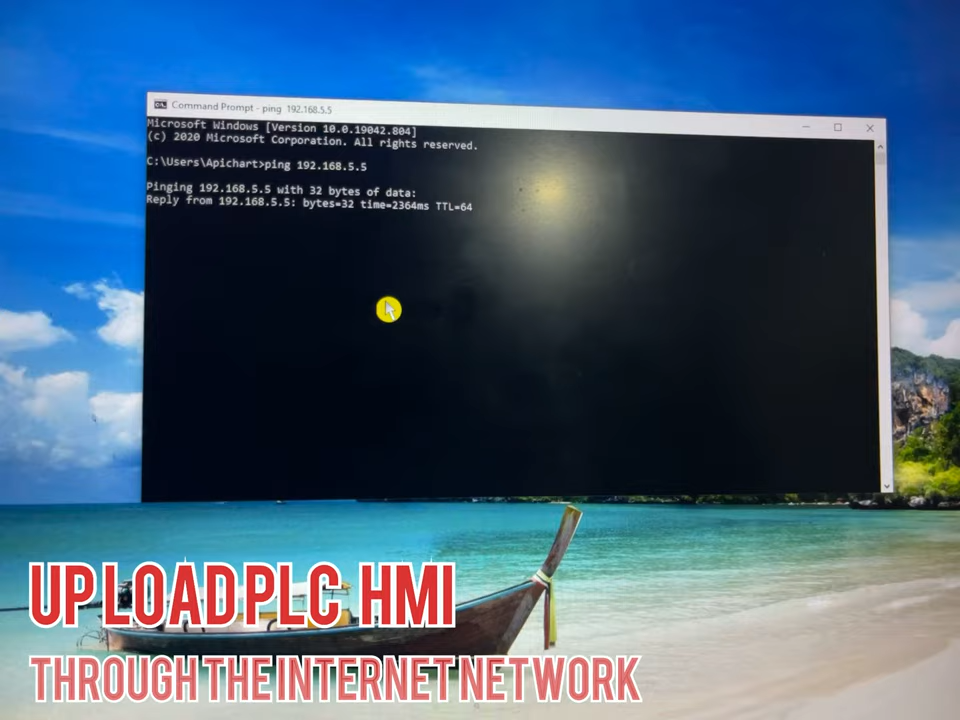 Command Prompt - ping 192.168.5.5
Microsoft Windows [Version 10.0.19042.804]
(c) 2020 Microsoft Corporation. All rights reserved.
C:\Users\Apichart>ping 192.168.5.5
Pinging 192.168.5.5 with 32 bytes of data:
Reply from 192.168.5.5: bytes=32 time=2364ms TTL=64
UPLOAD PLC HMI
THROUGH THE INTERNET NETWORK